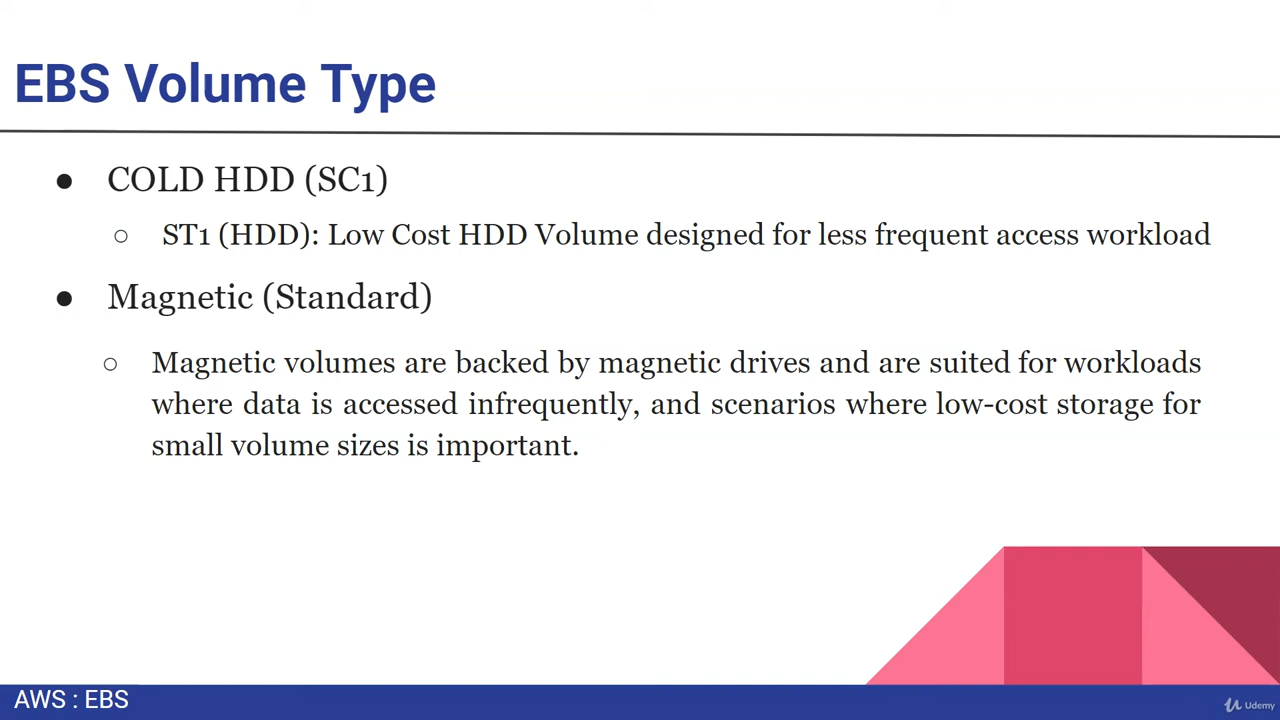 EBS Volume Type
● COLD HDD (SC1)
○ ST1 (HDD): Low Cost HDD Volume designed for less frequent access workload
● Magnetic (Standard)
○ Magnetic volumes are backed by magnetic drives and are suited for workloads
where data is accessed infrequently, and scenarios where low-cost storage for
small volume sizes is important.
AWS : EBS
Udemy